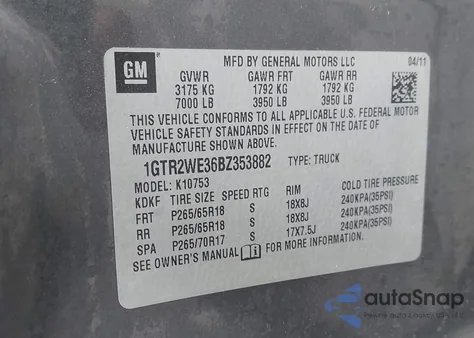 GM
MFD BY GENERAL MOTORS LLC 04/11
GVWR GAWR FRT GAWR RR
3175 KG 1792 KG 1792 KG
7000 LB 3950 LB 3950 LB
THIS VEHICLE CONFORMS TO ALL APPLICABLE U.S. FEDERAL MOTOR
VEHICLE SAFETY STANDARDS IN EFFECT ON THE DATE OF
MANUFACTURE SHOWN ABOVE.
1GTR2WE36BZ353882 TYPE: TRUCK
MODEL: K10753
KDKF TIRE SIZE SPEED RTG RIM COLD TIRE PRESSURE
FRT P265/65R18 S 18X8J 240KPA(35PSI)
RR P265/65R18 S 18X8J 240KPA(35PSI)
SPA P265/70R17 S 17X7.5J 240KPA(35PSI)
SEE OWNER'S MANUAL FOR MORE INFORMATION.
autoSnap